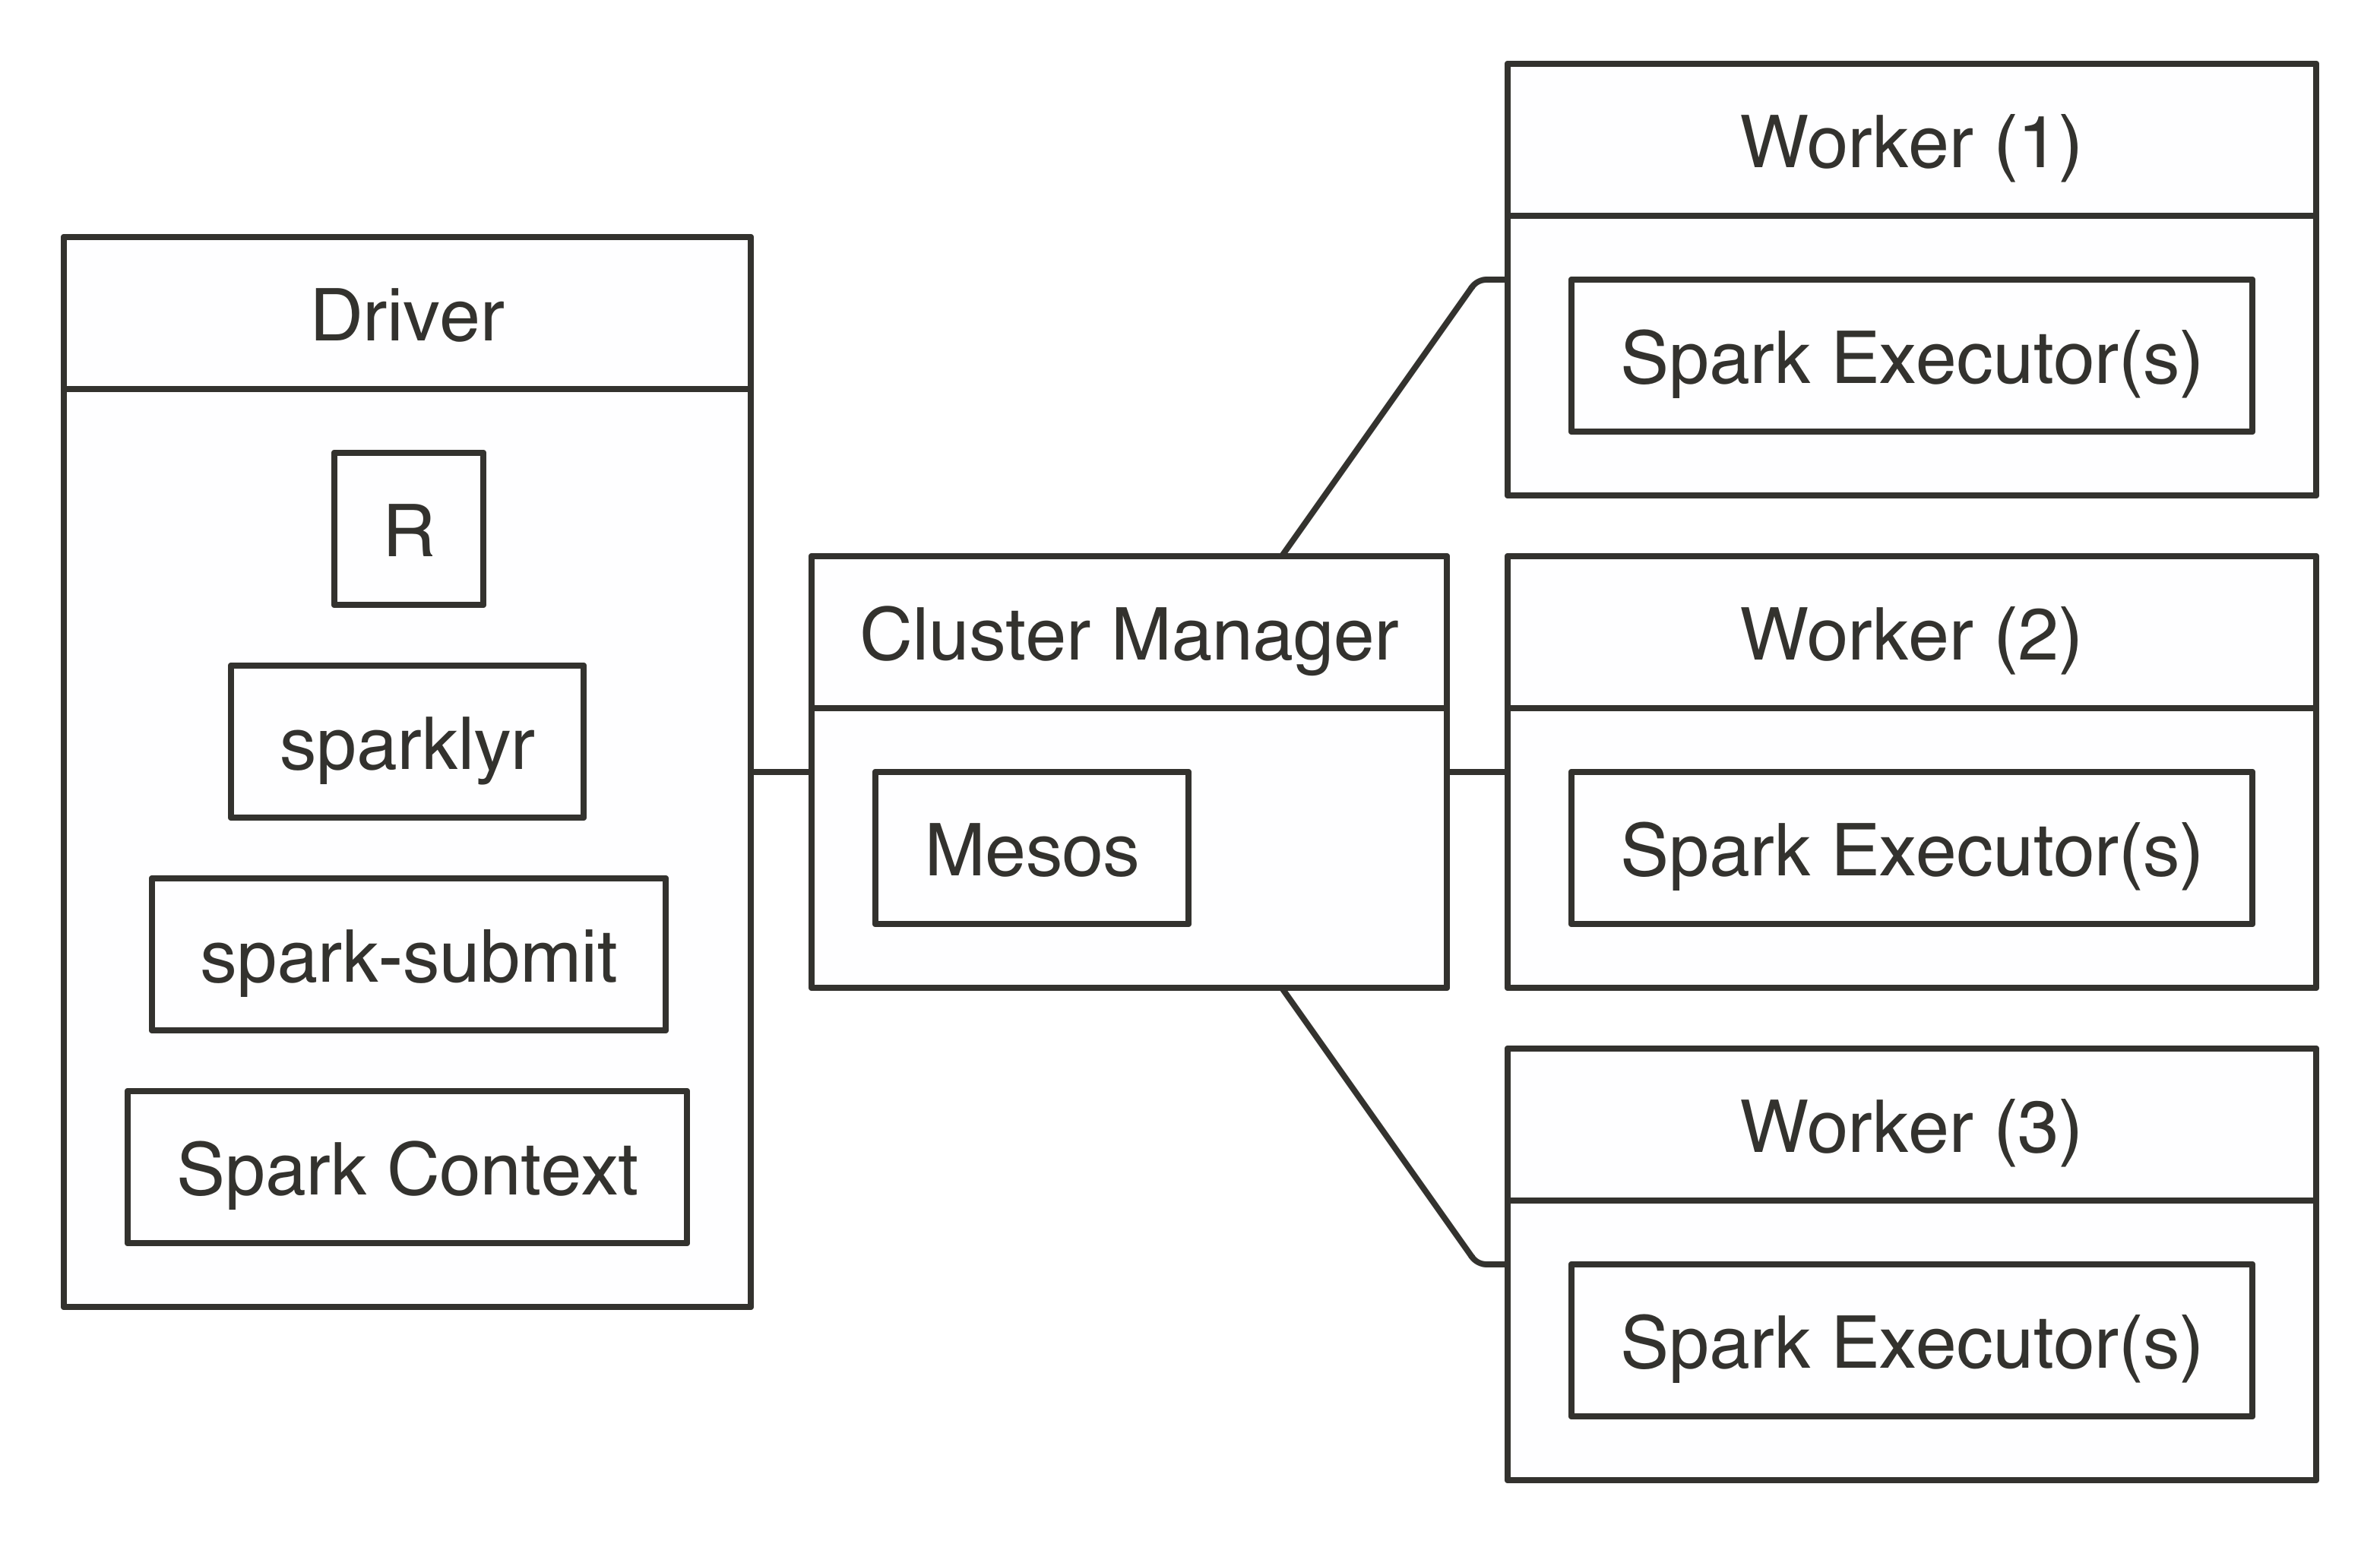 Driver
R
sparklyr
spark-submit
Spark Context
Cluster Manager
Mesos
Worker (1)
Spark Executor(s)
Worker (2)
Spark Executor(s)
Worker (3)
Spark Executor(s)